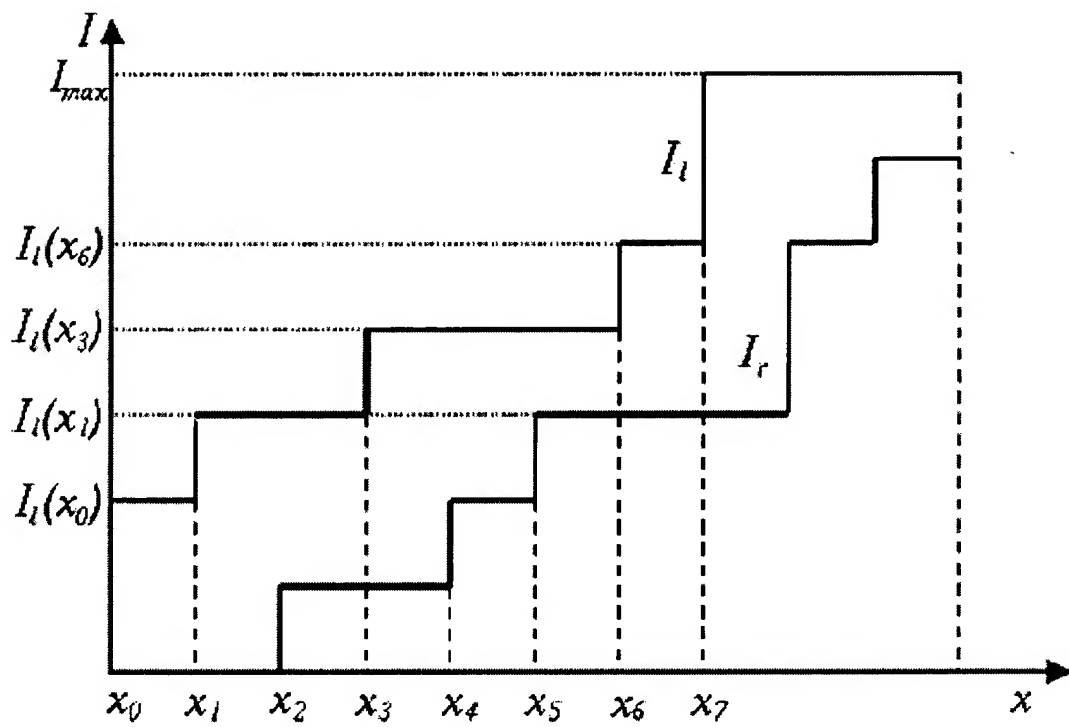 I
I_max
I_l
I_l(x_6)
I_l(x_3)
I_r
I_l(x_1)
I_l(x_0)
x_0 x_1 x_2 x_3 x_4 x_5 x_6 x_7 x